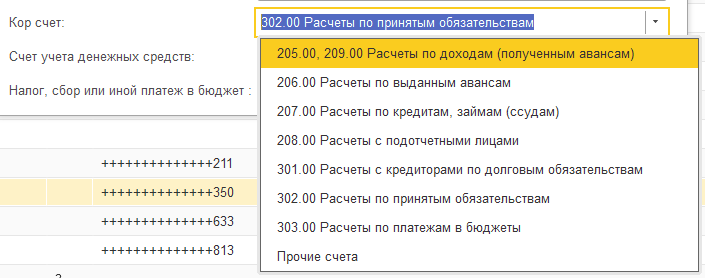 Кор счет:
302.00 Расчеты по принятым обязательствам
Счет учета денежных средств:
Налог, сбор или иной платеж в бюджет :
205.00, 209.00 Расчеты по доходам (полученным авансам)
206.00 Расчеты по выданным авансам
207.00 Расчеты по кредитам, займам (ссудам)
208.00 Расчеты с подотчетными лицами
301.00 Расчеты с кредиторами по долговым обязательствам
302.00 Расчеты по принятым обязательствам
303.00 Расчеты по платежам в бюджеты
Прочие счета
++++++++++++++211
++++++++++++++350
++++++++++++++633
++++++++++++++813